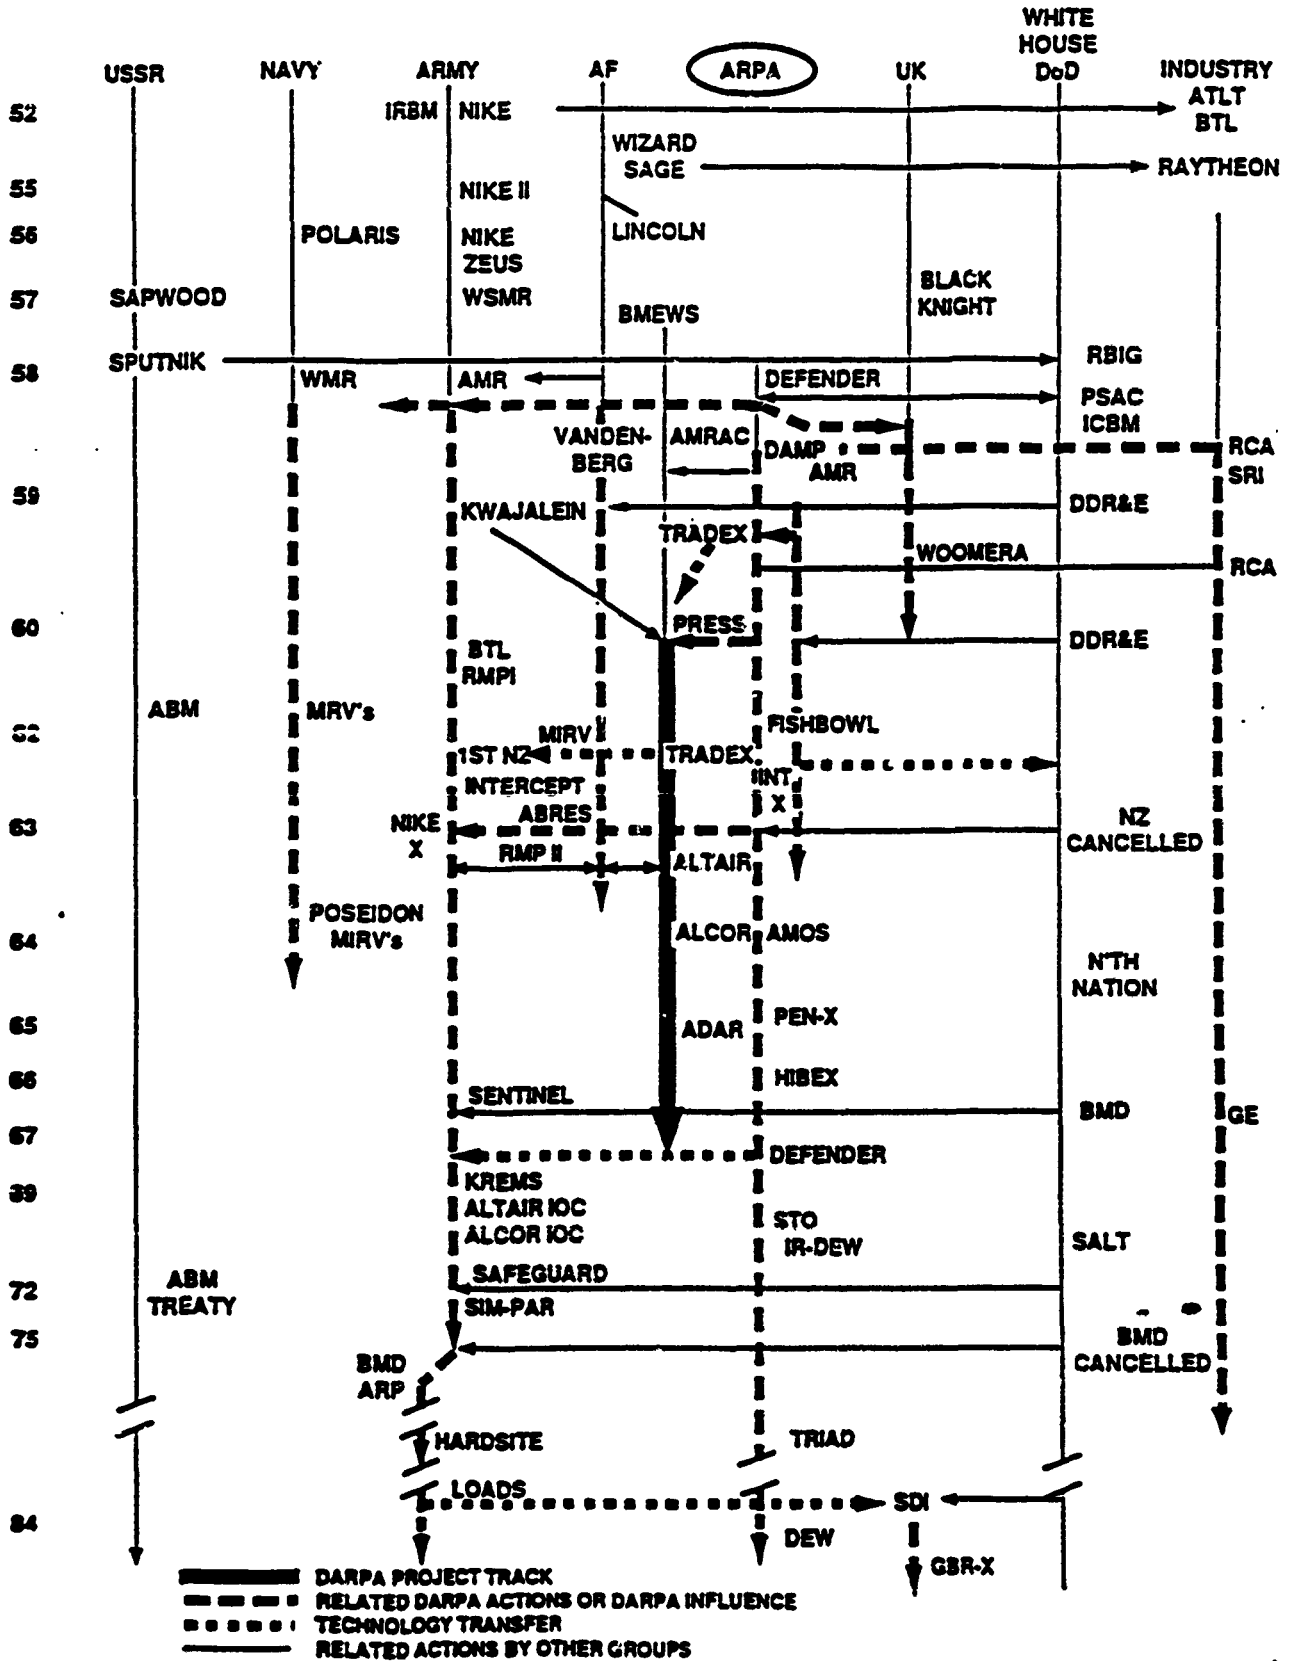 WHITE
HOUSE
USSR NAVY ARMY AF ARPA UK DoD INDUSTRY
52 IRBM NIKE ATLT
BTL
WIZARD
SAGE RAYTHEON
55 NIKE II
56 POLARIS NIKE LINCOLN
ZEUS
57 SAPWOOD WSMR BLACK
KNIGHT
BMEWS
SPUTNIK RBIG
58 WMR AMR DEFENDER
PSAC
ICBM
VANDEN- AMRAC DAMP RCA
BERG AMR SRI
59 KWAJALEIN DDR&E
TRADEX
WOOMERA RCA
60 PRESS DDR&E
BTL
RMPI
ABM MRV's
FISHBOWL
62 MIRV
1ST NZ TRADEX
INTERCEPT INT
X
63 NIKE ABRES NZ
X CANCELLED
RMP II ALTAIR
POSEIDON
64 MIRV's ALCOR AMOS
N'TH
NATION
65 ADAR PEN-X
66 HIBEX
SENTINEL BMD GE
67 DEFENDER
KREMS
39 ALTAIR IOC
ALCOR IOC STO
IR-DEW SALT
SAFEGUARD
72 ABM
TREATY SIM-PAR
75 BMD
CANCELLED
BMD
ARP
HARDSITE TRIAD
LOADS SDI
84 DEW
GBR-X
DARPA PROJECT TRACK
RELATED DARPA ACTIONS OR DARPA INFLUENCE
TECHNOLOGY TRANSFER
RELATED ACTIONS BY OTHER GROUPS